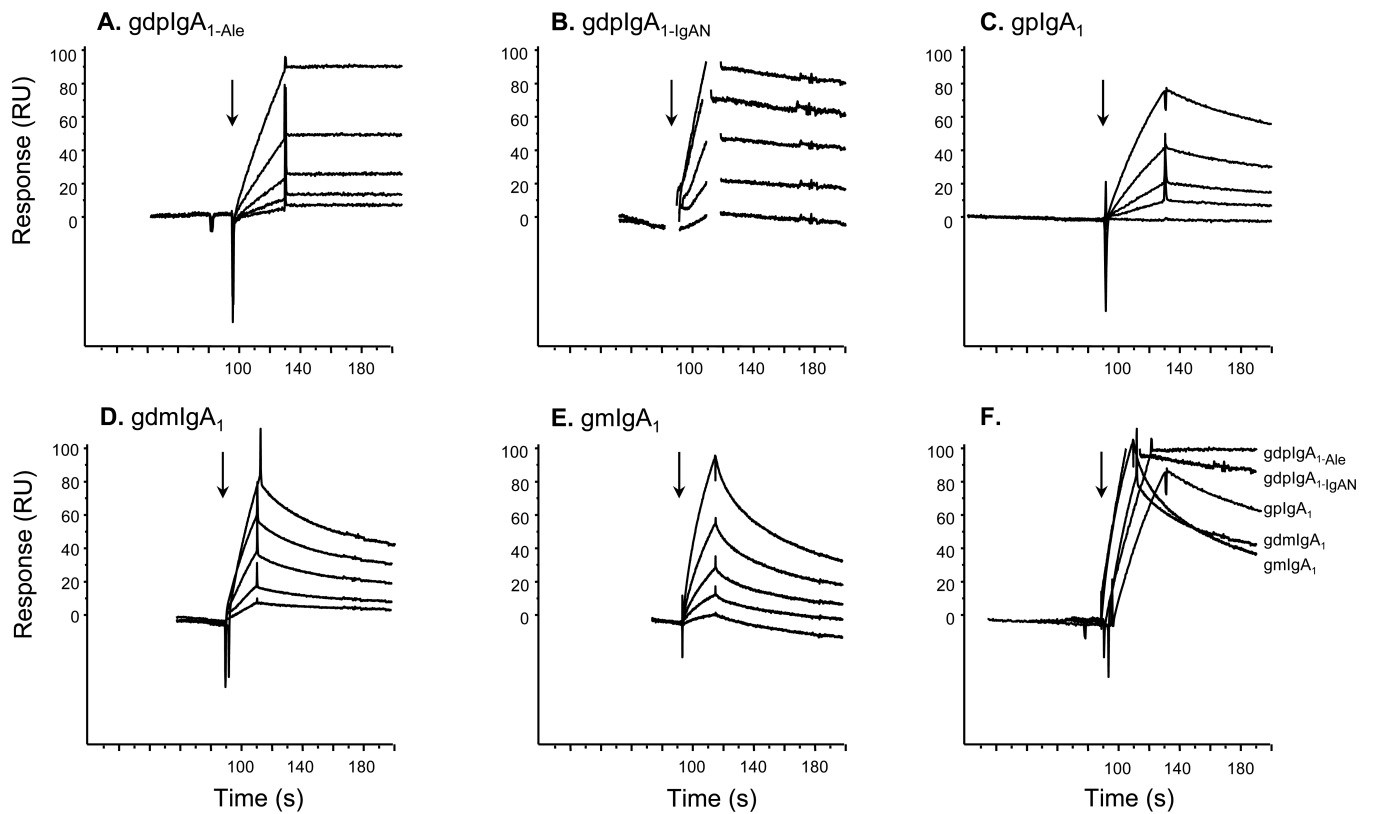 A. gdpIgA1-Ale
B. gdpIgA1-IgAN
C. gpIgA1
Response (RU)
100
80
60
40
20
0
100
80
60
40
20
0
100
80
60
40
20
0
100 140 180
100 140 180
100 140 180
D. gdmIgA1
E. gmIgA1
F.
Response (RU)
100
80
60
40
20
0
100
80
60
40
20
0
100
80
60
40
20
0
gdpIgA1-Ale
gdpIgA1-IgAN
gpIgA1
gdmIgA1
gmIgA1
100 140 180
100 140 180
100 140 180
Time (s)
Time (s)
Time (s)